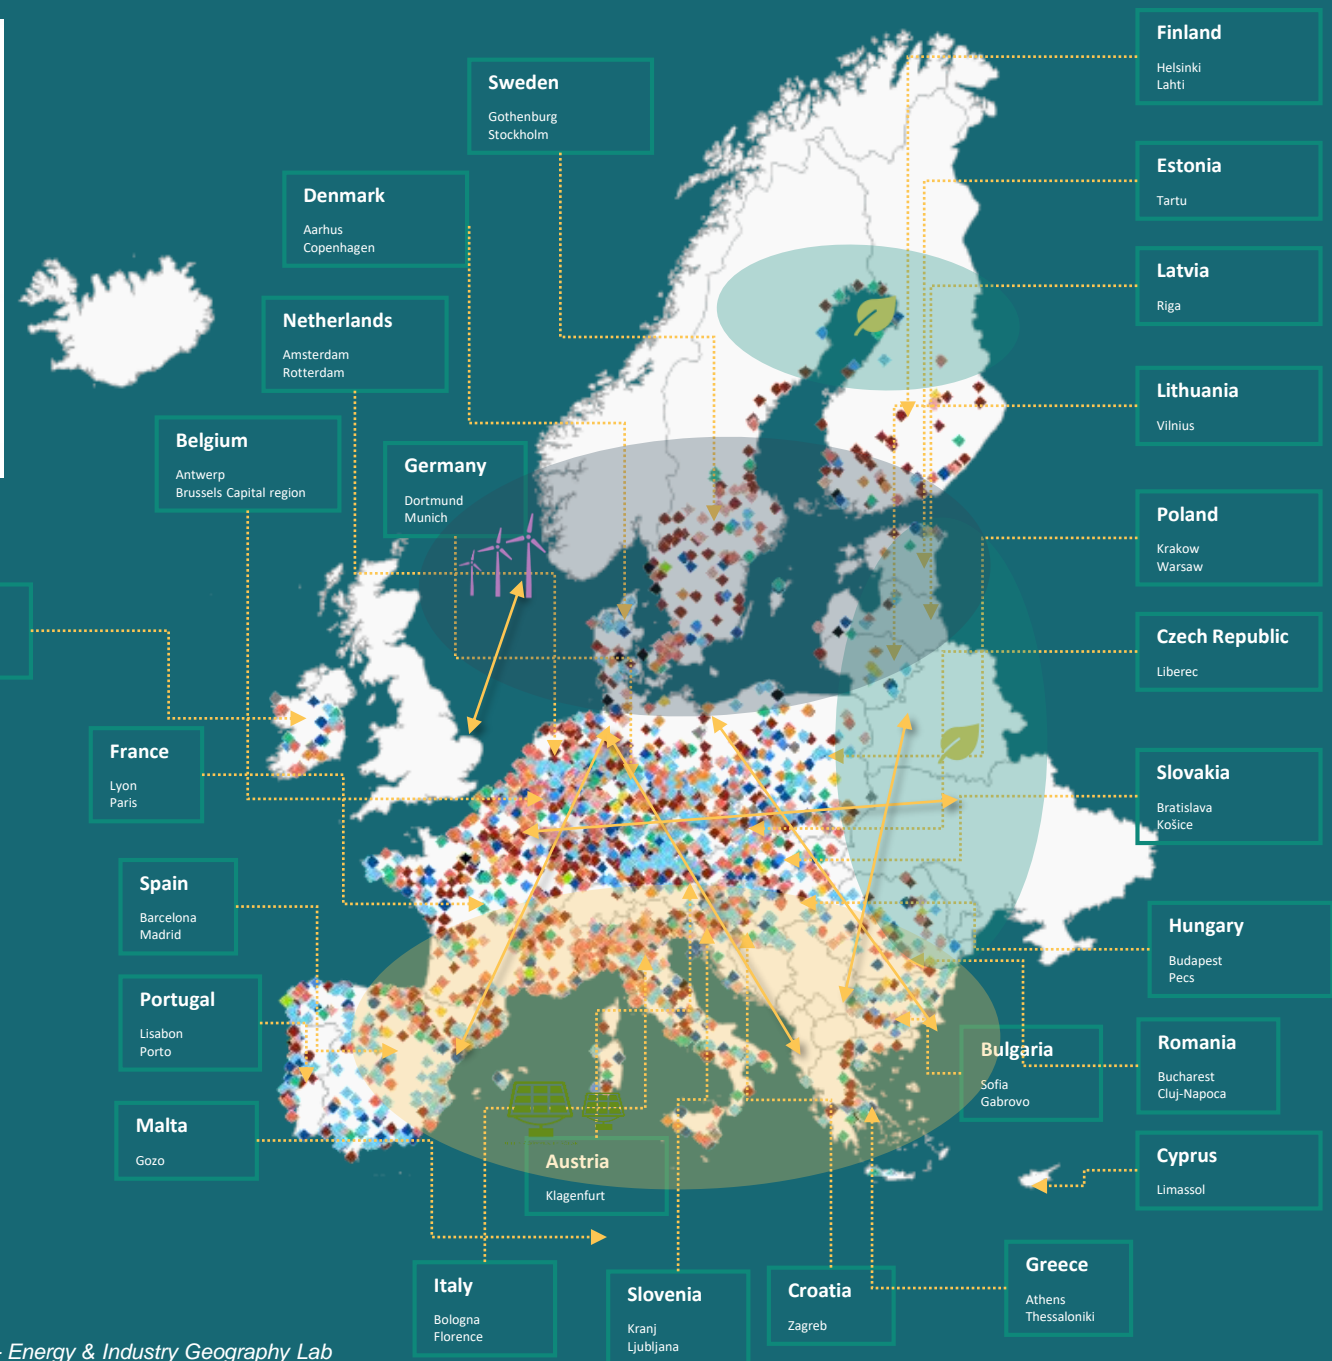 Finland
Helsinki
Lahti
Sweden
Gothenburg
Stockholm
Estonia
Tartu
Denmark
Aarhus
Copenhagen
Latvia
Riga
Netherlands
Amsterdam
Rotterdam
Lithuania
Vilnius
Belgium
Antwerp
Brussels Capital region
Germany
Dortmund
Munich
Poland
Krakow
Warsaw
Czech Republic
Liberec
France
Lyon
Paris
Slovakia
Bratislava
Košice
Spain
Barcelona
Madrid
Hungary
Budapest
Pecs
Portugal
Lisabon
Porto
Bulgaria
Sofia
Gabrovo
Romania
Bucharest
Cluj-Napoca
Malta
Gozo
Austria
Klagenfurt
Cyprus
Limassol
Italy
Bologna
Florence
Slovenia
Kranj
Ljubljana
Croatia
Zagreb
Greece
Athens
Thessaloniki
- Energy & Industry Geography Lab